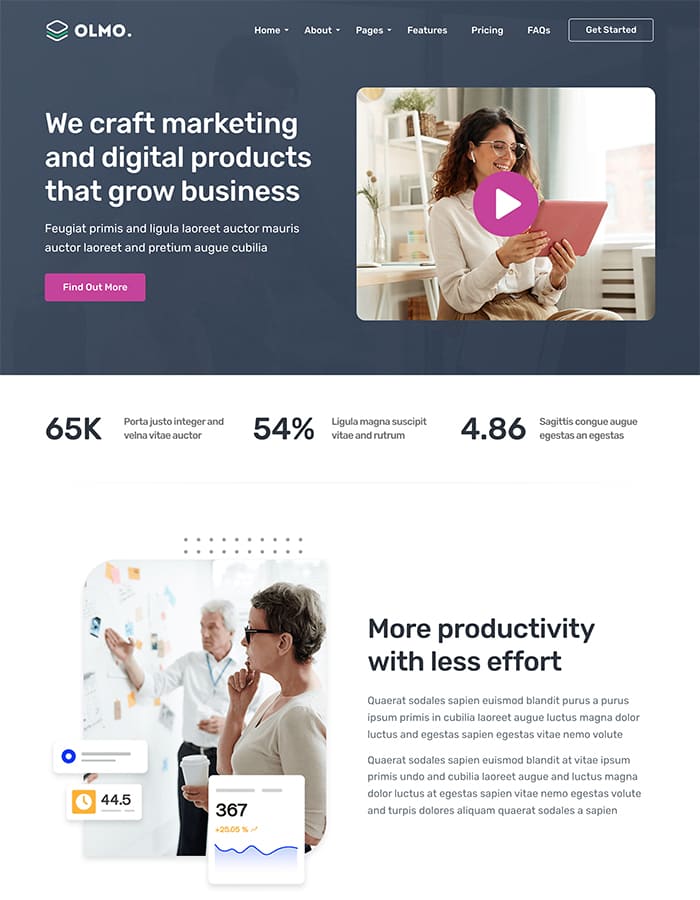 OLMO.
Home About Pages Features Pricing FAQs Get Started
We craft marketing
and digital products
that grow business
Feugiat primis and ligula laoreet auctor mauris
auctor laoreet and pretium augue cubilia
Find Out More
65K
Porta justo integer and
velna vitae auctor
54%
Ligula magna suscipit
vitae and rutrum
4.86
Sagittis congue augue
egestas an egestas
More productivity
with less effort
Quaerat sodales sapien euismod blandit purus a purus
ipsum primis in cubilia laoreet augue luctus magna dolor
luctus and egestas sapien egestas vitae nemo volute
Quaerat sodales sapien euismod blandit at vitae ipsum
primis undo and cubilia laoreet augue and luctus magna
dolor luctus at egestas sapien vitae nemo egestas volute
and turpis dolores aliquam quaerat sodales a sapien
44.5
367
+25.05 %